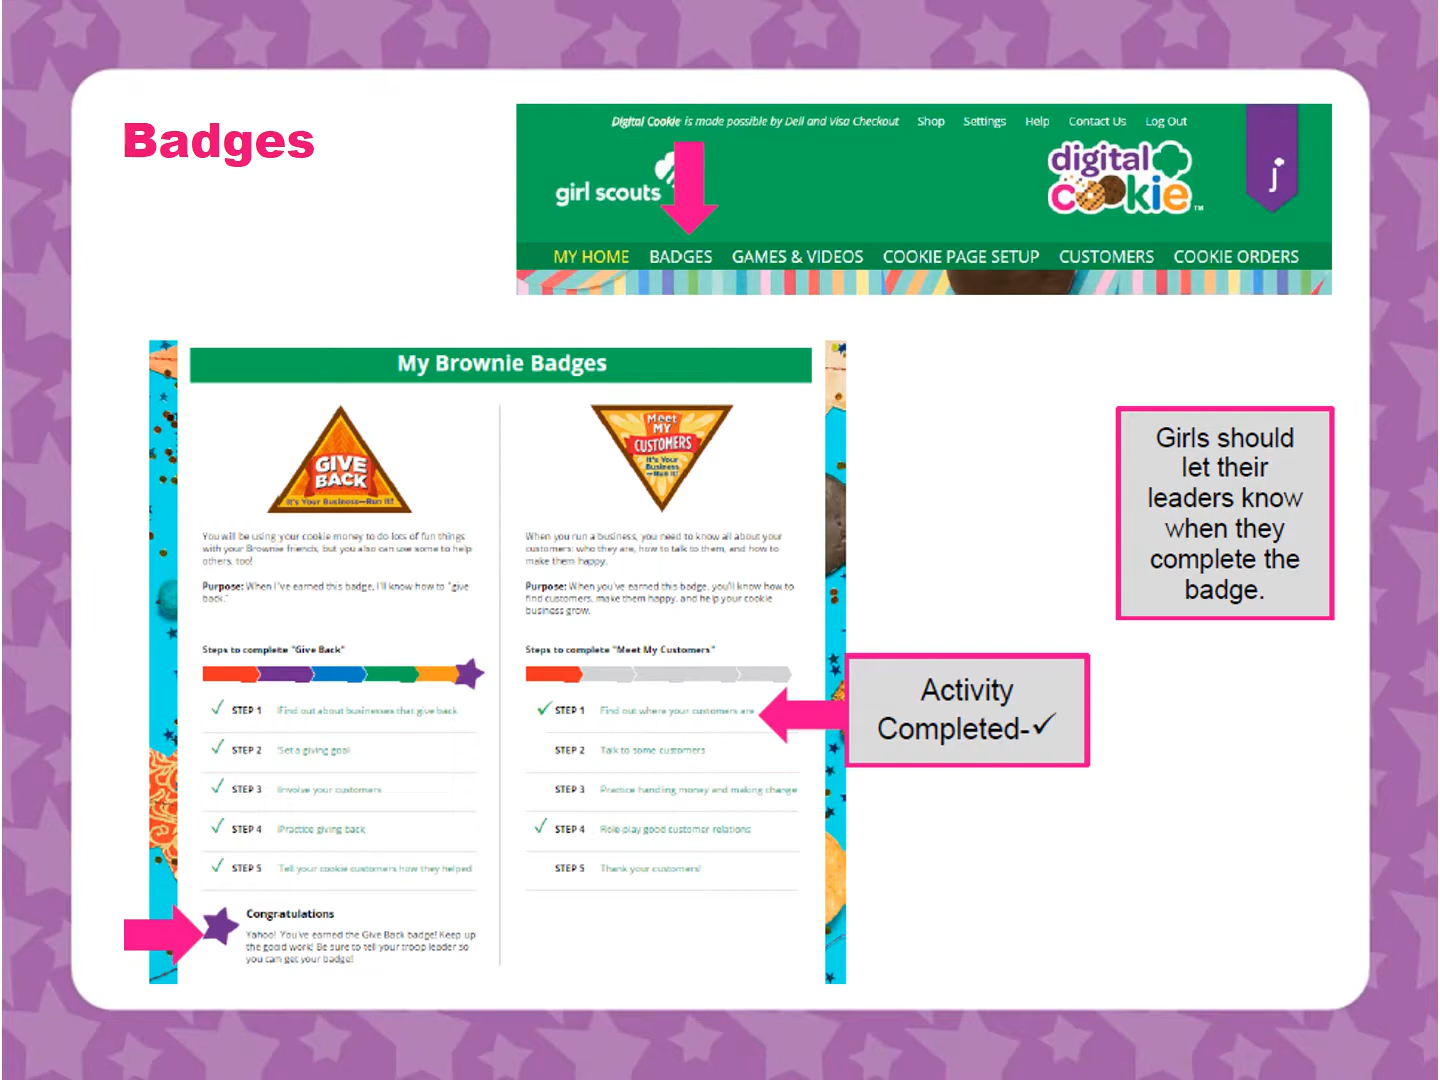 Badges
Digital Cookie is made possible by Dell and Visa Checkout Shop Settings Help Contact Us Log Out
girl scouts
digital
cookie™
j
MY HOME BADGES GAMES & VIDEOS COOKIE PAGE SETUP CUSTOMERS COOKIE ORDERS
My Brownie Badges
GIVE
BACK
It's Your Business—Run It!
You will be using your cookie money to do lots of fun things
with your Brownie friends, but you also can use some to help
others, too!
Purpose: When I've earned this badge, I'll know how to "give
back."
Steps to complete "Give Back"
✓ STEP 1 Find out about businesses that give back
✓ STEP 2 Set a giving goal
✓ STEP 3 Involve your customers
✓ STEP 4 Practice giving back
✓ STEP 5 Tell your cookie customers how they helped
Congratulations
Yahoo! You've earned the Give Back badge! Keep up
the good work! Be sure to tell your troop leader so
you can get your badge!
Meet
MY
CUSTOMERS
It's Your
Business
—Run It!
When you run a business, you need to know all about your
customers: who they are, how to talk to them, and how to
make them happy.
Purpose: When you've earned this badge, you'll know how to
find customers, make them happy, and help your cookie
business grow.
Steps to complete "Meet My Customers"
✓ STEP 1 Find out where your customers are
STEP 2 Talk to some customers
STEP 3 Practice handling money and making change
✓ STEP 4 Role-play good customer relations
STEP 5 Thank your customers!
Activity
Completed-✓
Girls should
let their
leaders know
when they
complete the
badge.